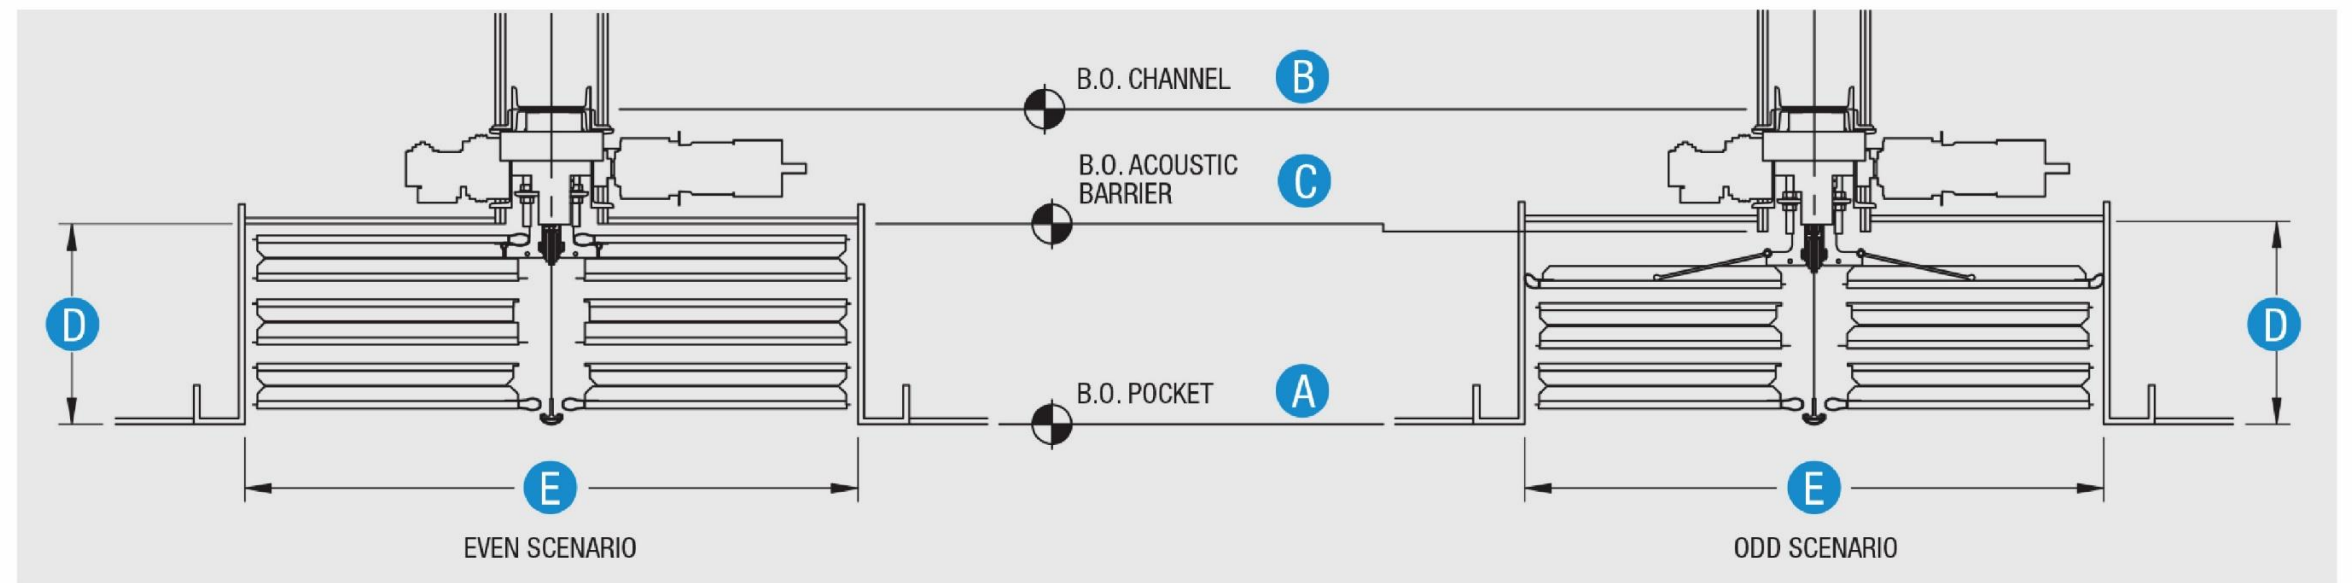 B.O. CHANNEL B
B.O. ACOUSTIC
BARRIER C
D
D
B.O. POCKET A
E
E
EVEN SCENARIO
ODD SCENARIO